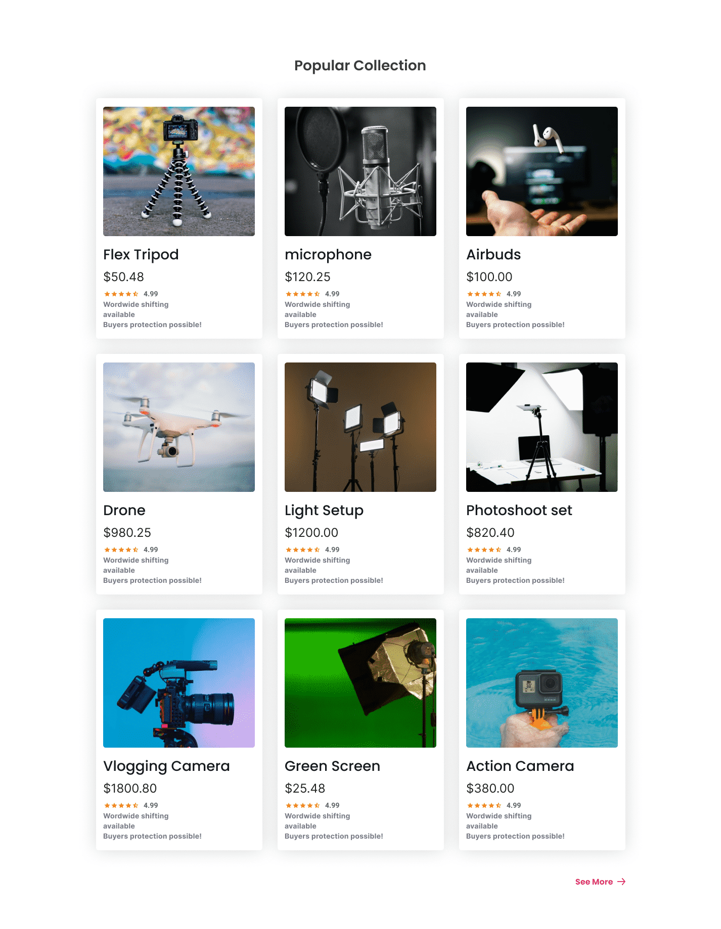 Popular Collection
Flex Tripod
$50.48
4.99
Wordwide shifting
available
Buyers protection possible!
microphone
$120.25
4.99
Wordwide shifting
available
Buyers protection possible!
Airbuds
$100.00
4.99
Wordwide shifting
available
Buyers protection possible!
Drone
$980.25
4.99
Wordwide shifting
available
Buyers protection possible!
Light Setup
$1200.00
4.99
Wordwide shifting
available
Buyers protection possible!
Photoshoot set
$820.40
4.99
Wordwide shifting
available
Buyers protection possible!
Vlogging Camera
$1800.80
4.99
Wordwide shifting
available
Buyers protection possible!
Green Screen
$25.48
4.99
Wordwide shifting
available
Buyers protection possible!
Action Camera
$380.00
4.99
Wordwide shifting
available
Buyers protection possible!
See More